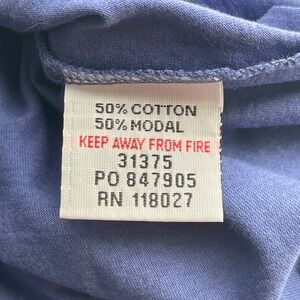 50% COTTON
50% MODAL
KEEP AWAY FROM FIRE
31375
PO 847905
RN 118027